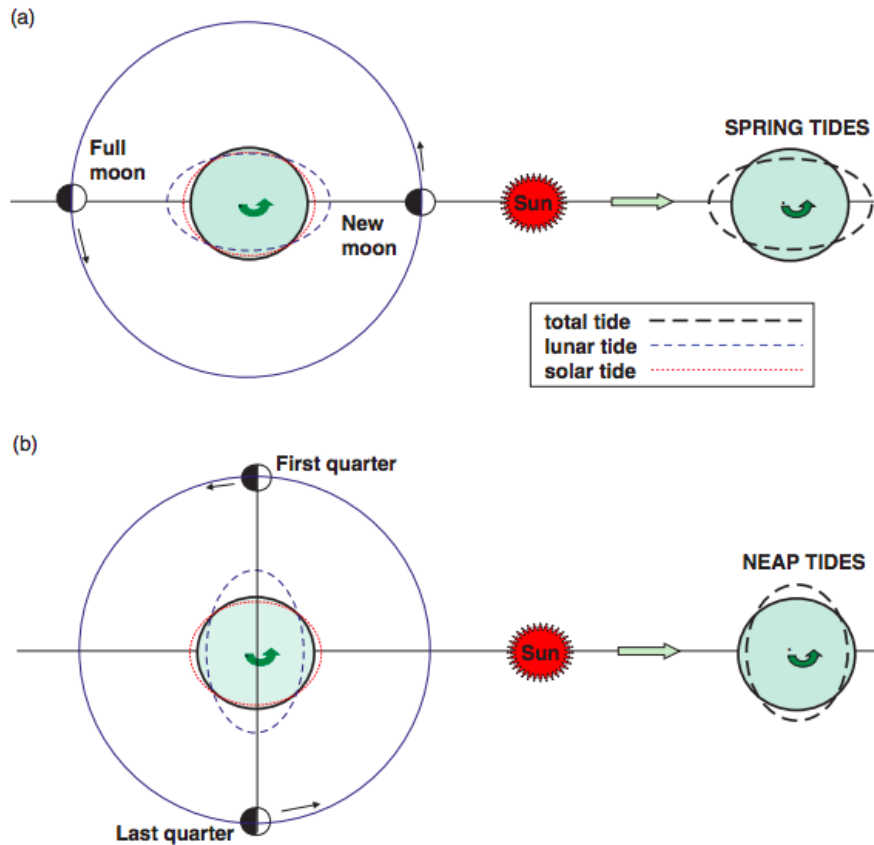 (a)
SPRING TIDES
Full
moon
New
moon
Sun
total tide
lunar tide
solar tide
(b)
First quarter
NEAP TIDES
Sun
Last quarter